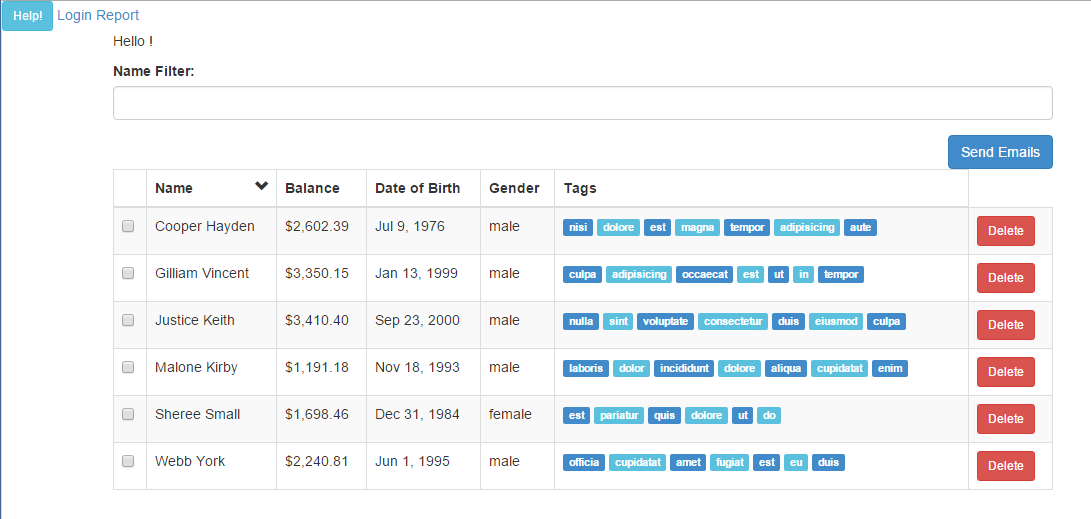 Help! Login Report
Hello !
Name Filter:
Send Emails
Name Balance Date of Birth Gender Tags
Cooper Hayden $2,602.39 Jul 9, 1976 male nisi dolore est magna tempor adipisicing aute Delete
Gilliam Vincent $3,350.15 Jan 13, 1999 male culpa adipisicing occaecat est ut in tempor Delete
Justice Keith $3,410.40 Sep 23, 2000 male nulla sint voluptate consectetur duis eiusmod culpa Delete
Malone Kirby $1,191.18 Nov 18, 1993 male laboris dolor incididunt dolore aliqua cupidatat enim Delete
Sheree Small $1,698.46 Dec 31, 1984 female est pariatur quis dolore ut do Delete
Webb York $2,240.81 Jun 1, 1995 male officia cupidatat amet fugiat est eu duis Delete